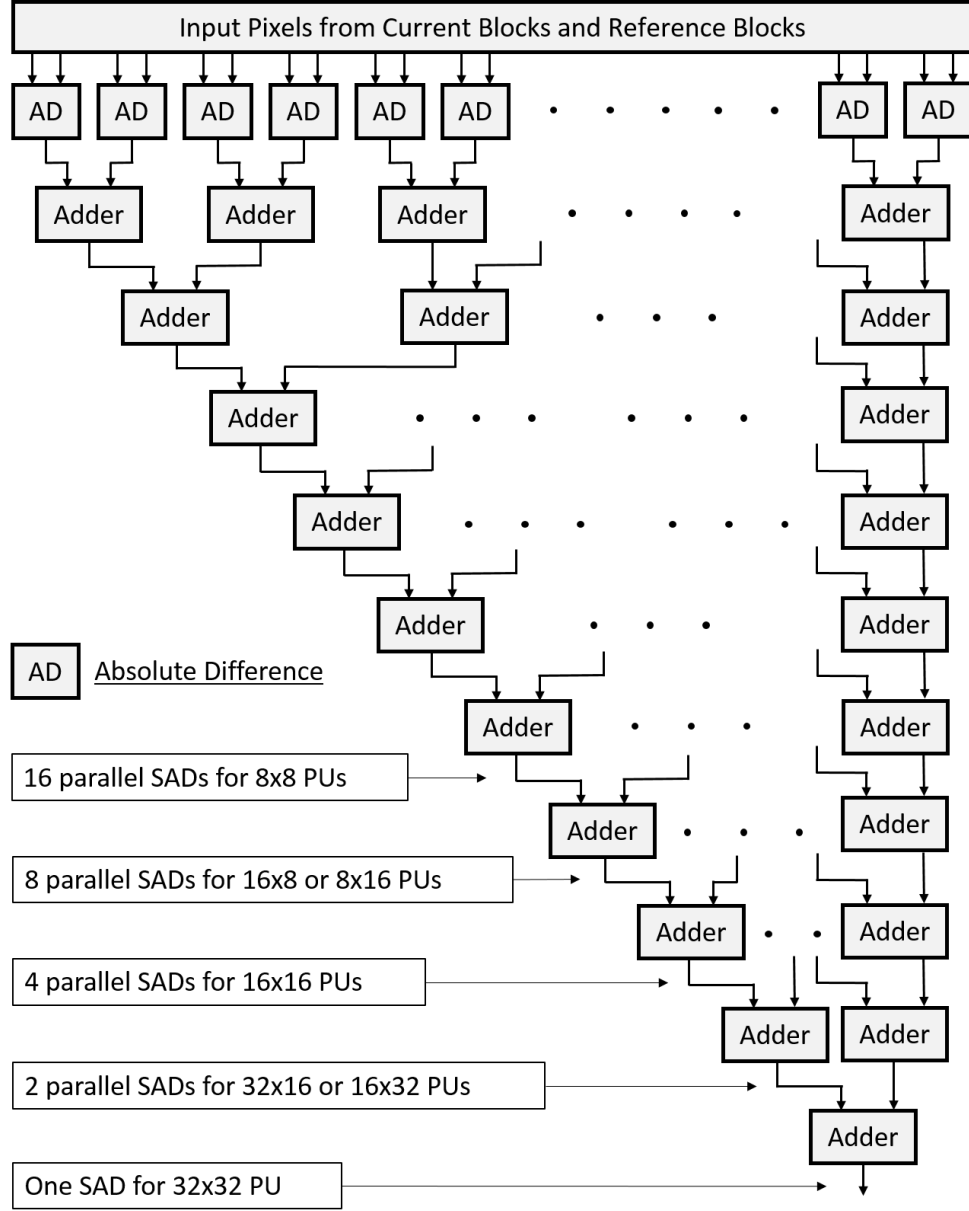 Input Pixels from Current Blocks and Reference Blocks
AD AD AD AD AD AD AD AD
Adder Adder Adder Adder
Adder Adder Adder
Adder Adder
Adder Adder
Adder Adder
AD Absolute Difference
Adder Adder
16 parallel SADs for 8x8 PUs
Adder Adder
8 parallel SADs for 16x8 or 8x16 PUs
Adder Adder
4 parallel SADs for 16x16 PUs
Adder Adder
2 parallel SADs for 32x16 or 16x32 PUs
Adder
One SAD for 32x32 PU